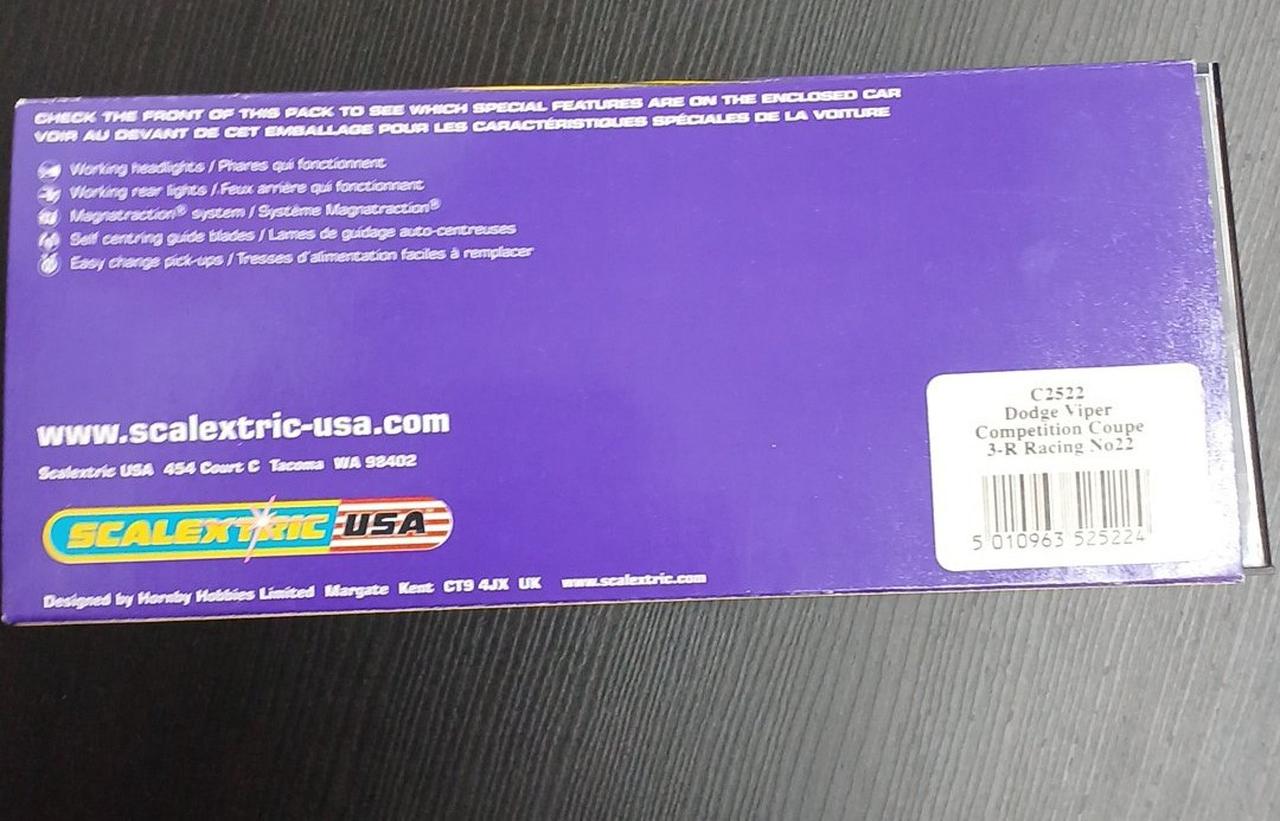 CHECK THE FRONT OF THIS PACK TO SEE WHICH SPECIAL FEATURES ARE ON THE ENCLOSED CAR
VOIR AU DEVANT DE CET EMBALLAGE POUR LES CARACTÉRISTIQUES SPÉCIALES DE LA VOITURE
Working headlights / Phares qui fonctionnent
Working rear lights / Feux arrière qui fonctionnent
Magnatraction® system / Système Magnatraction®
Self centring guide blades / Lames de guidage auto-centreuses
Easy change pick-ups / Tresses d'alimentation faciles à remplacer
www.scalextric-usa.com
Scalextric USA 454 Court C Tacoma WA 98402
SCALEXTRIC USA
Designed by Hornby Hobbies Limited Margate Kent CT9 4JX UK www.scalextric.com
C2522
Dodge Viper
Competition Coupe
3-R Racing No22
5 010963 525224